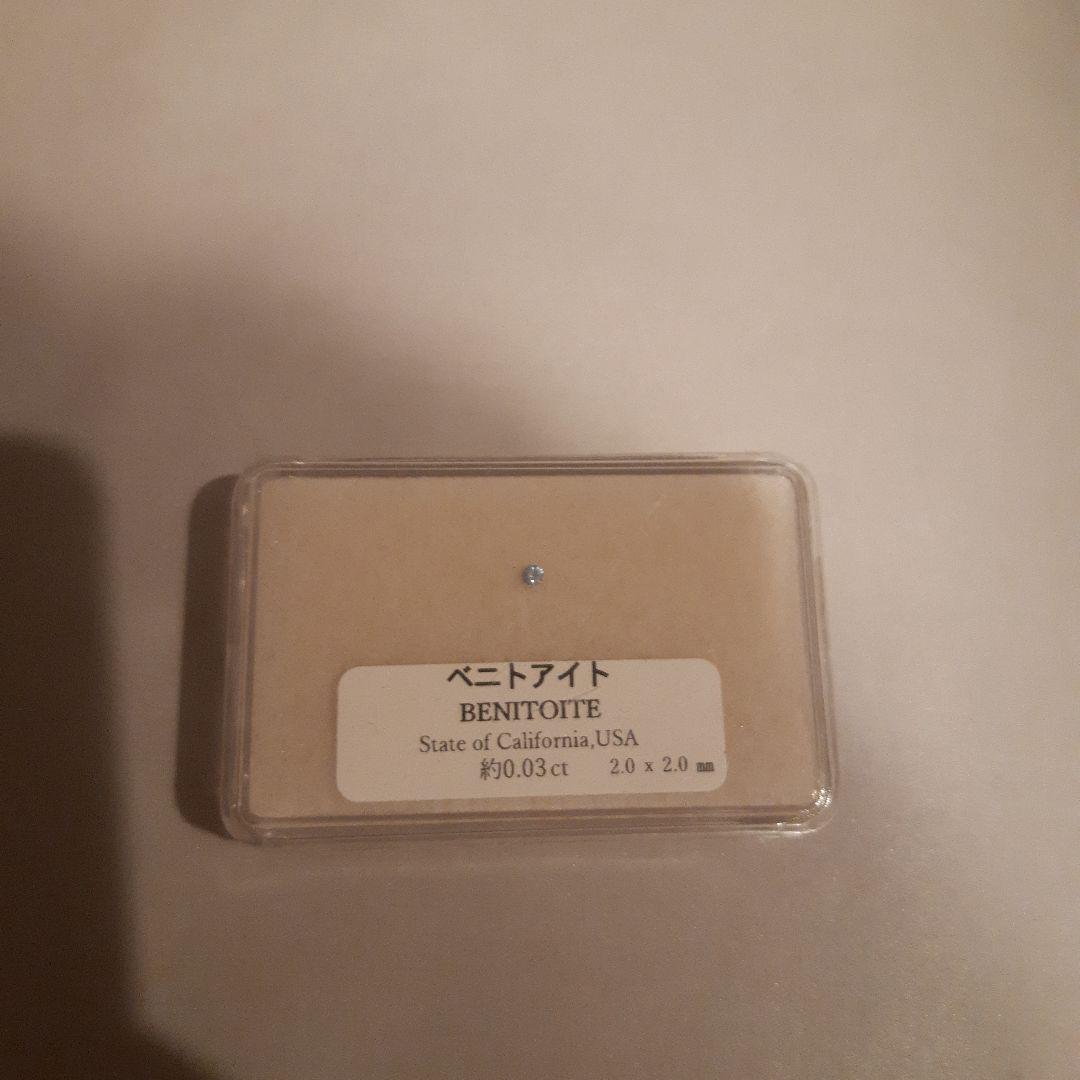 ベニトアイト
BENITOITE
State of California,USA
約0.03ct 2.0 x 2.0 ㎜